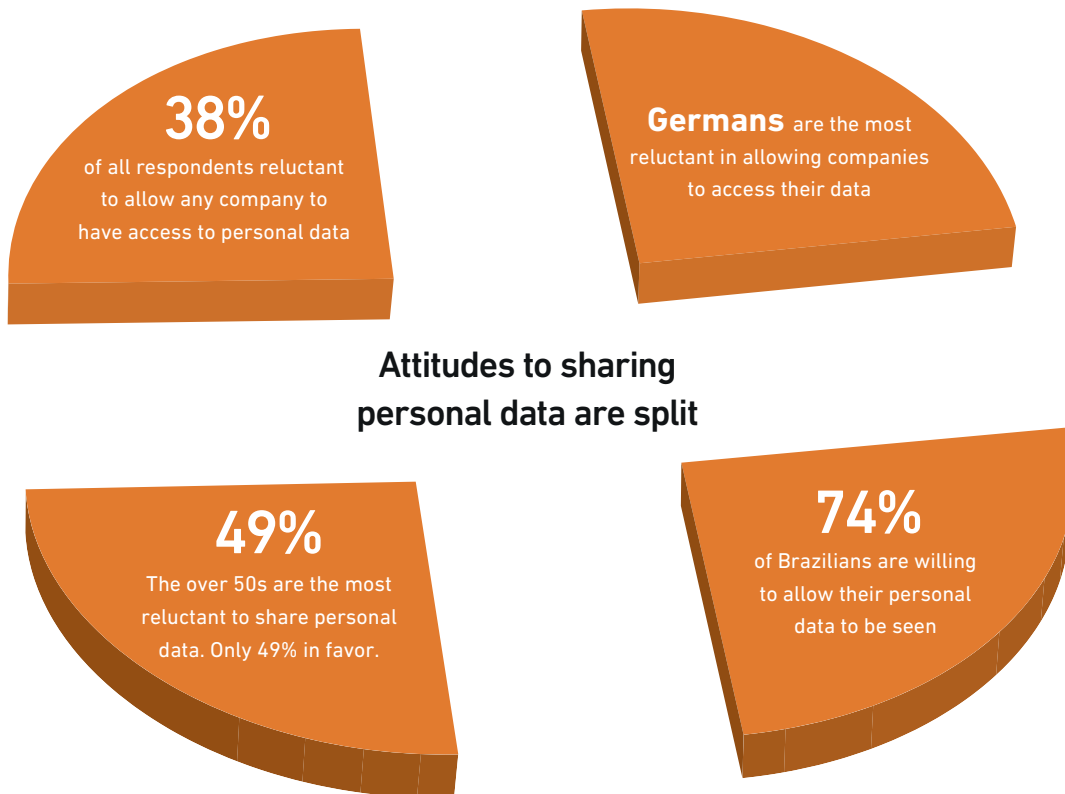 38%
of all respondents reluctant
to allow any company to
have access to personal data
Germans are the most
reluctant in allowing companies
to access their data
Attitudes to sharing
personal data are split
49%
The over 50s are the most
reluctant to share personal
data. Only 49% in favor.
74%
of Brazilians are willing
to allow their personal
data to be seen